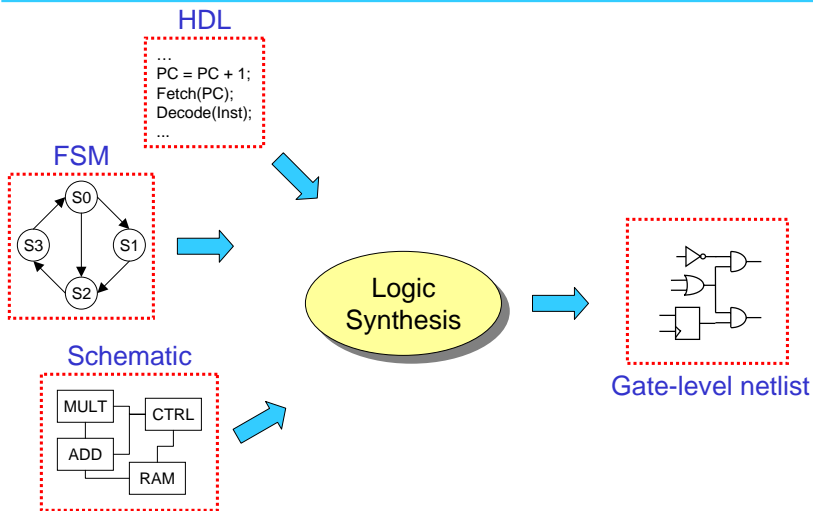 HDL
…
PC = PC + 1;
Fetch(PC);
Decode(Inst);
...
FSM
S0
S3
S1
S2
Logic
Synthesis
Schematic
MULT
CTRL
ADD
RAM
Gate-level netlist